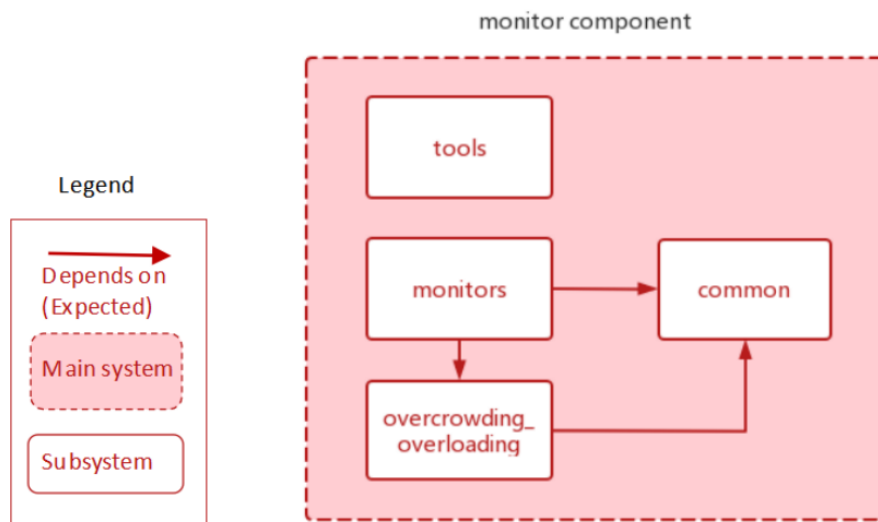 monitor component
tools
monitors
common
overcrowding_
overloading
Legend
Depends on
(Expected)
Main system
Subsystem